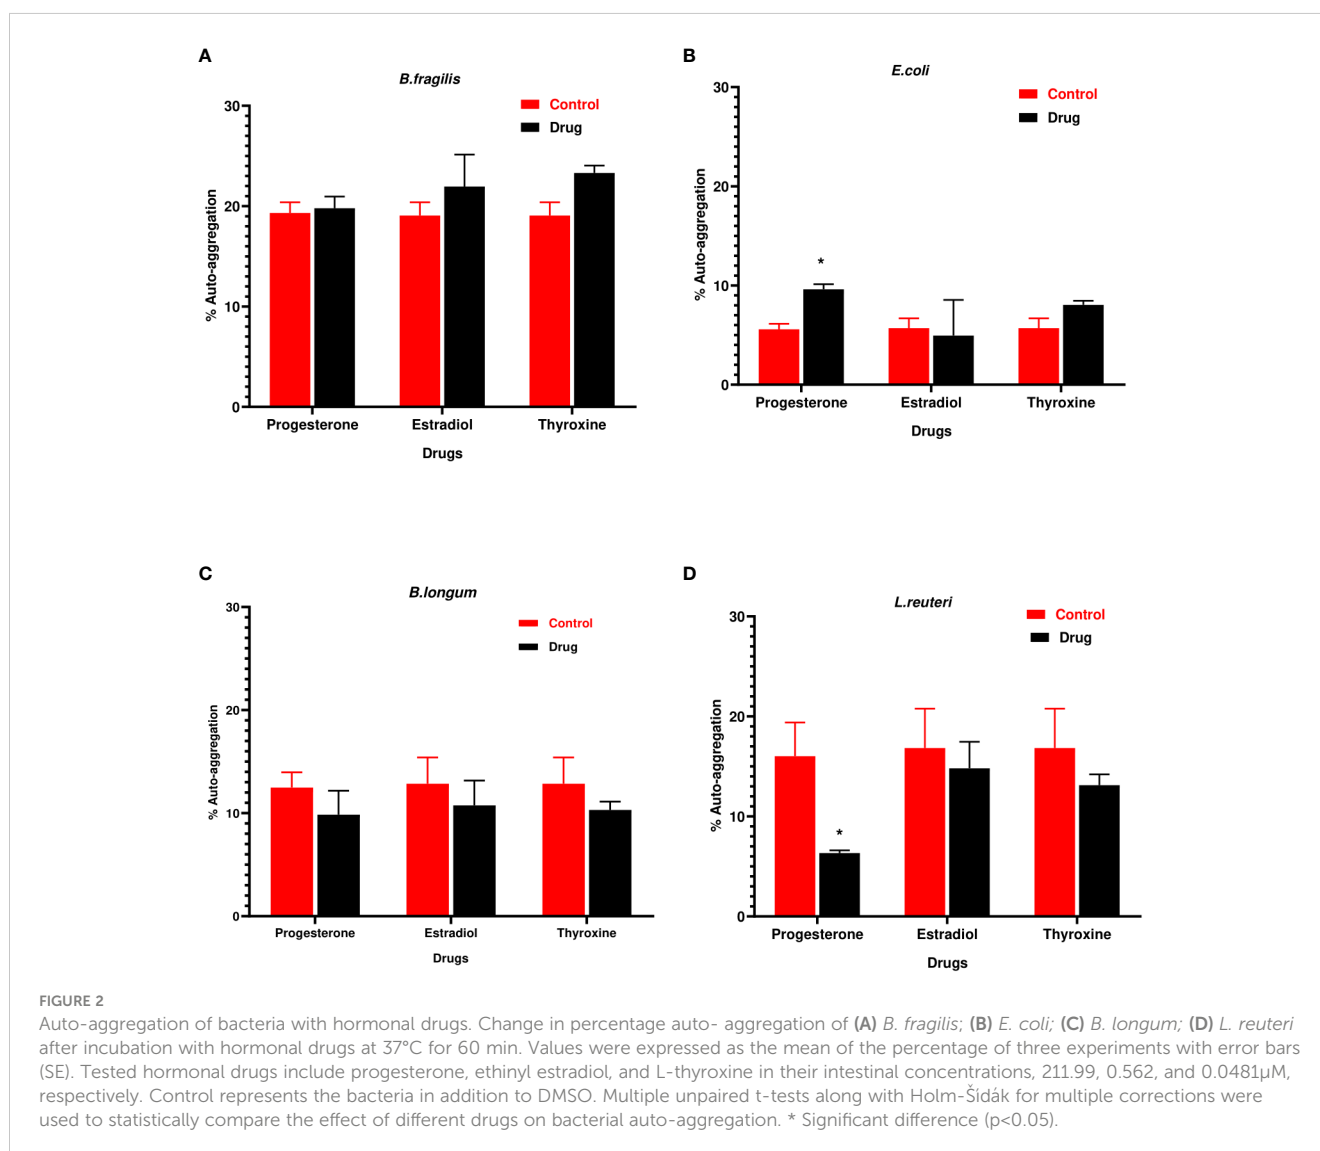 A
B.fragilis
Control
Drug
30
20
10
0
% Auto-aggregation
Progesterone Estradiol Thyroxine
Drugs
B
E.coli
Control
Drug
30
20
10
0
% Auto-aggregation
Progesterone Estradiol Thyroxine
Drugs
C
B.longum
Control
Drug
30
20
10
0
% Auto-aggregation
Progesterone Estradiol Thyroxine
Drugs
D
L.reuteri
Control
Drug
30
20
10
0
% Auto-aggregation
Progesterone Estradiol Thyroxine
Drugs
*
*
FIGURE 2
Auto-aggregation of bacteria with hormonal drugs. Change in percentage auto- aggregation of (A) B. fragilis; (B) E. coli; (C) B. longum; (D) L. reuteri
after incubation with hormonal drugs at 37°C for 60 min. Values were expressed as the mean of the percentage of three experiments with error bars
(SE). Tested hormonal drugs include progesterone, ethinyl estradiol, and L-thyroxine in their intestinal concentrations, 211.99, 0.562, and 0.0481µM,
respectively. Control represents the bacteria in addition to DMSO. Multiple unpaired t-tests along with Holm-Šídák for multiple corrections were
used to statistically compare the effect of different drugs on bacterial auto-aggregation. * Significant difference (p<0.05).